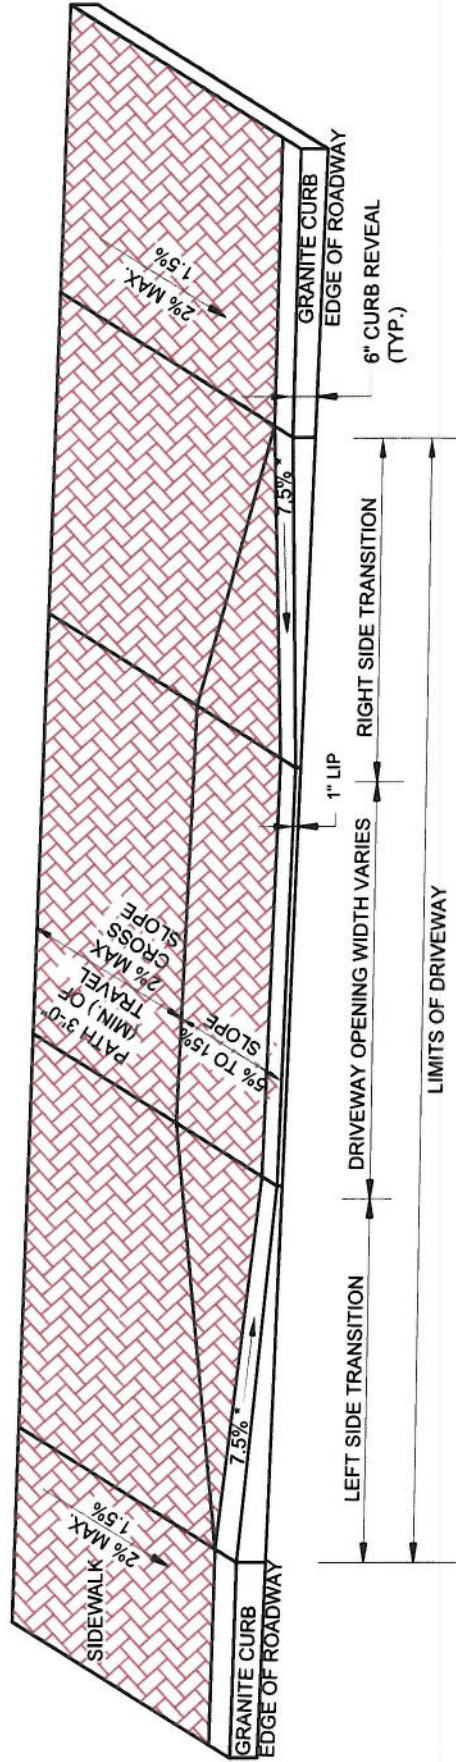 SIDEWALK
2% MAX.
1.5%
GRANITE CURB
EDGE OF ROADWAY
7.5% *
PATH 3'-0"
(MIN.) OF
TRAVEL
2% MAX
CROSS
SLOPE
5% TO 15%
SLOPE
2% MAX.
1.5%
7.5% *
GRANITE CURB
EDGE OF ROADWAY
6" CURB REVEAL
(TYP.)
1" LIP
LEFT SIDE TRANSITION
DRIVEWAY OPENING WIDTH VARIES
RIGHT SIDE TRANSITION
LIMITS OF DRIVEWAY